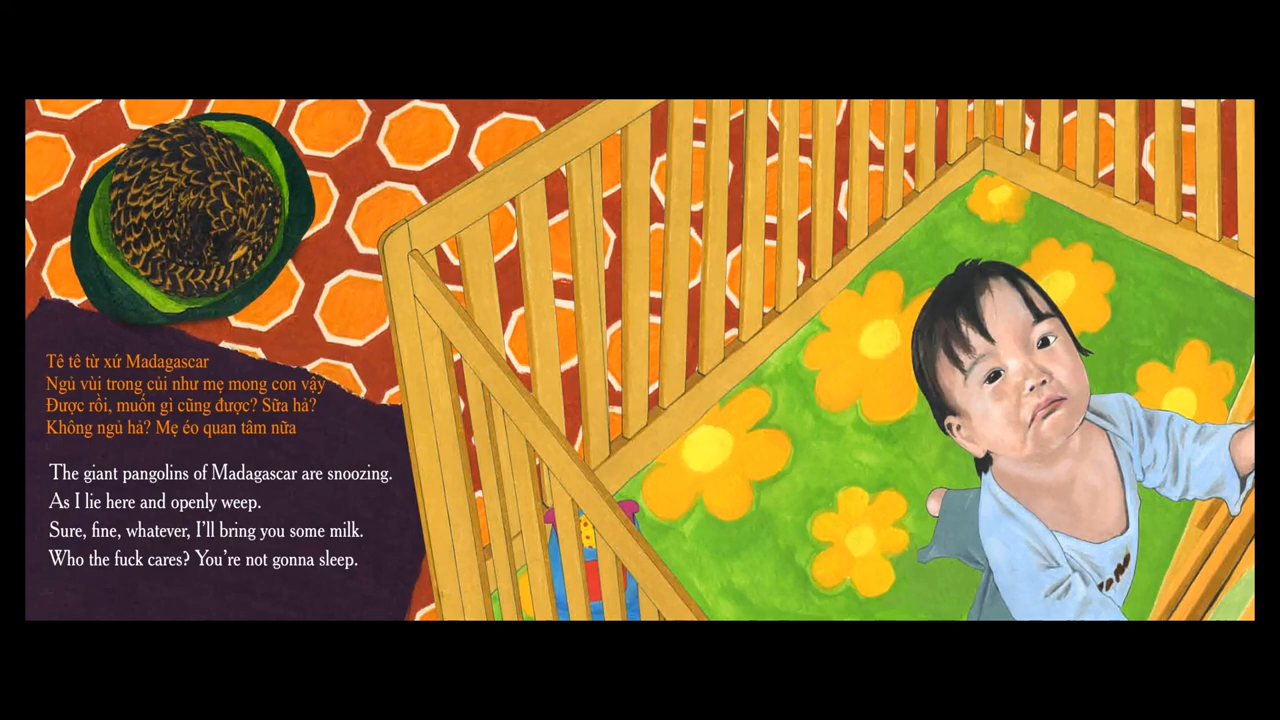 Tê tê từ xứ Madagascar
Ngủ vùi trong củi như mẹ mong con vậy
Được rồi, muốn gì cũng được? Sữa hả?
Không ngủ hả? Mẹ éo quan tâm nữa
The giant pangolins of Madagascar are snoozing.
As I lie here and openly weep.
Sure, fine, whatever, I’ll bring you some milk.
Who the fuck cares? You’re not gonna sleep.